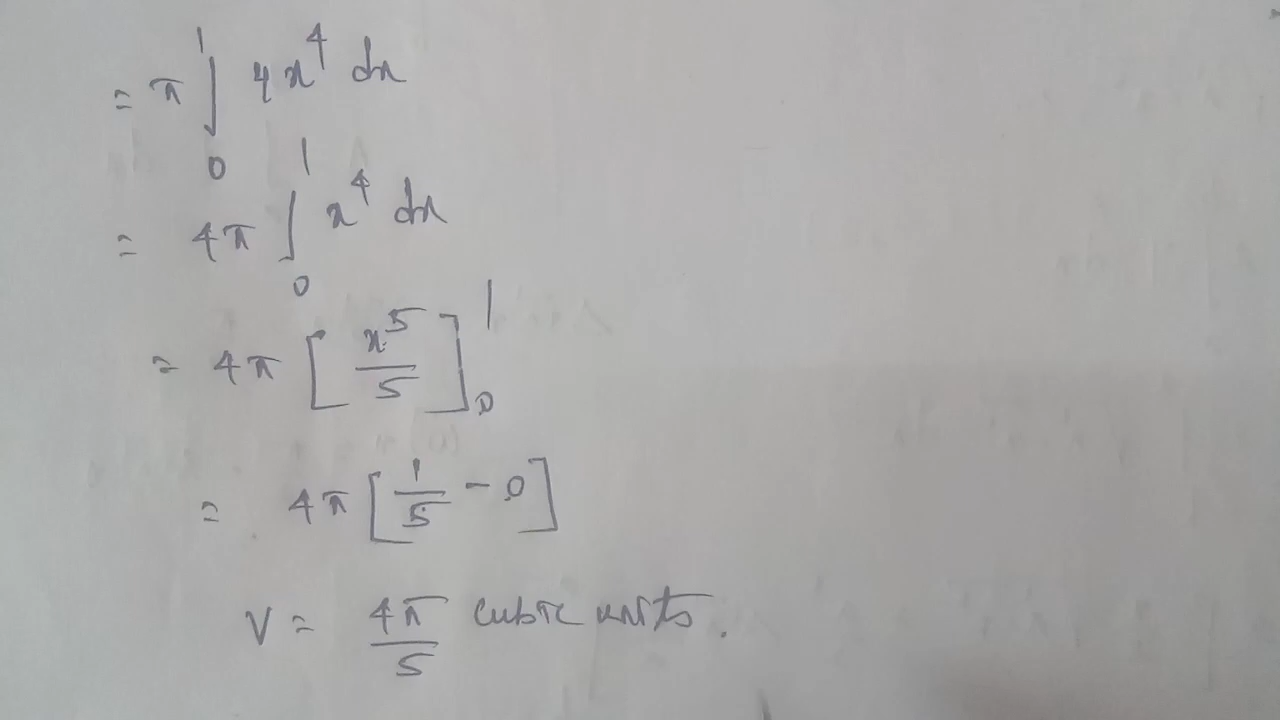 = π ∫₀¹ 4x⁴ dx
= 4π ∫₀¹ x⁴ dx
= 4π [x⁵/5]₀¹
= 4π [1/5 - 0]
V = 4π/5 cubic units.